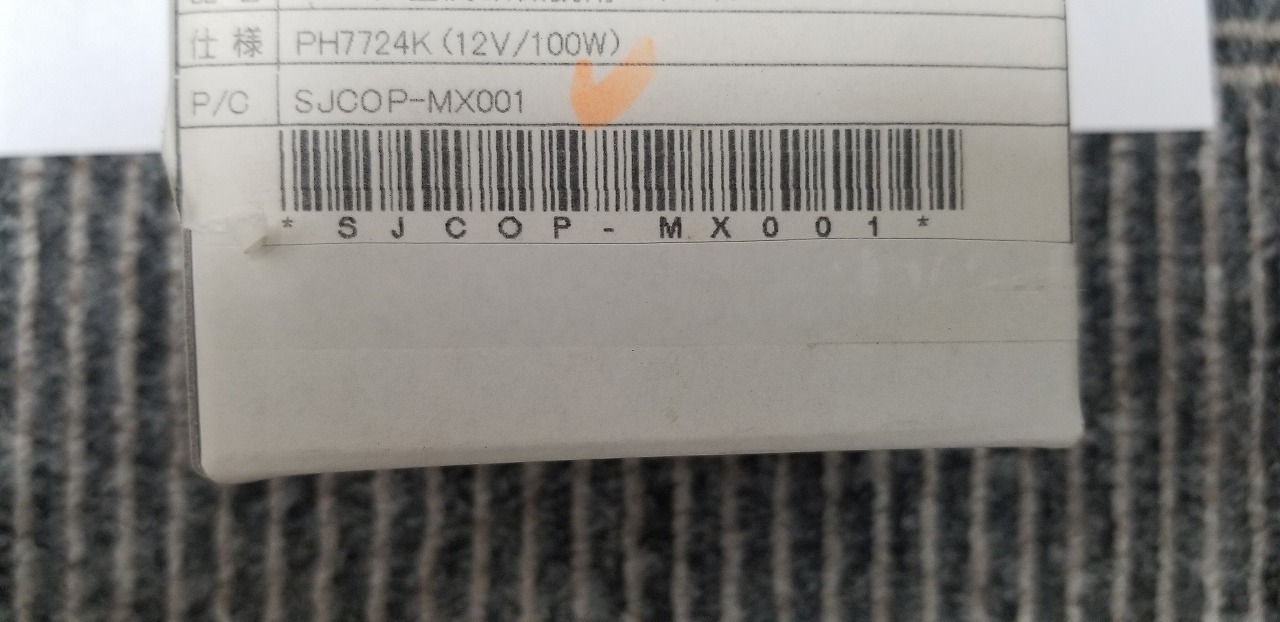 仕様 PH7724K (12V/100W)
P/C SJCOP-MX001
*SJCOP-MX001*